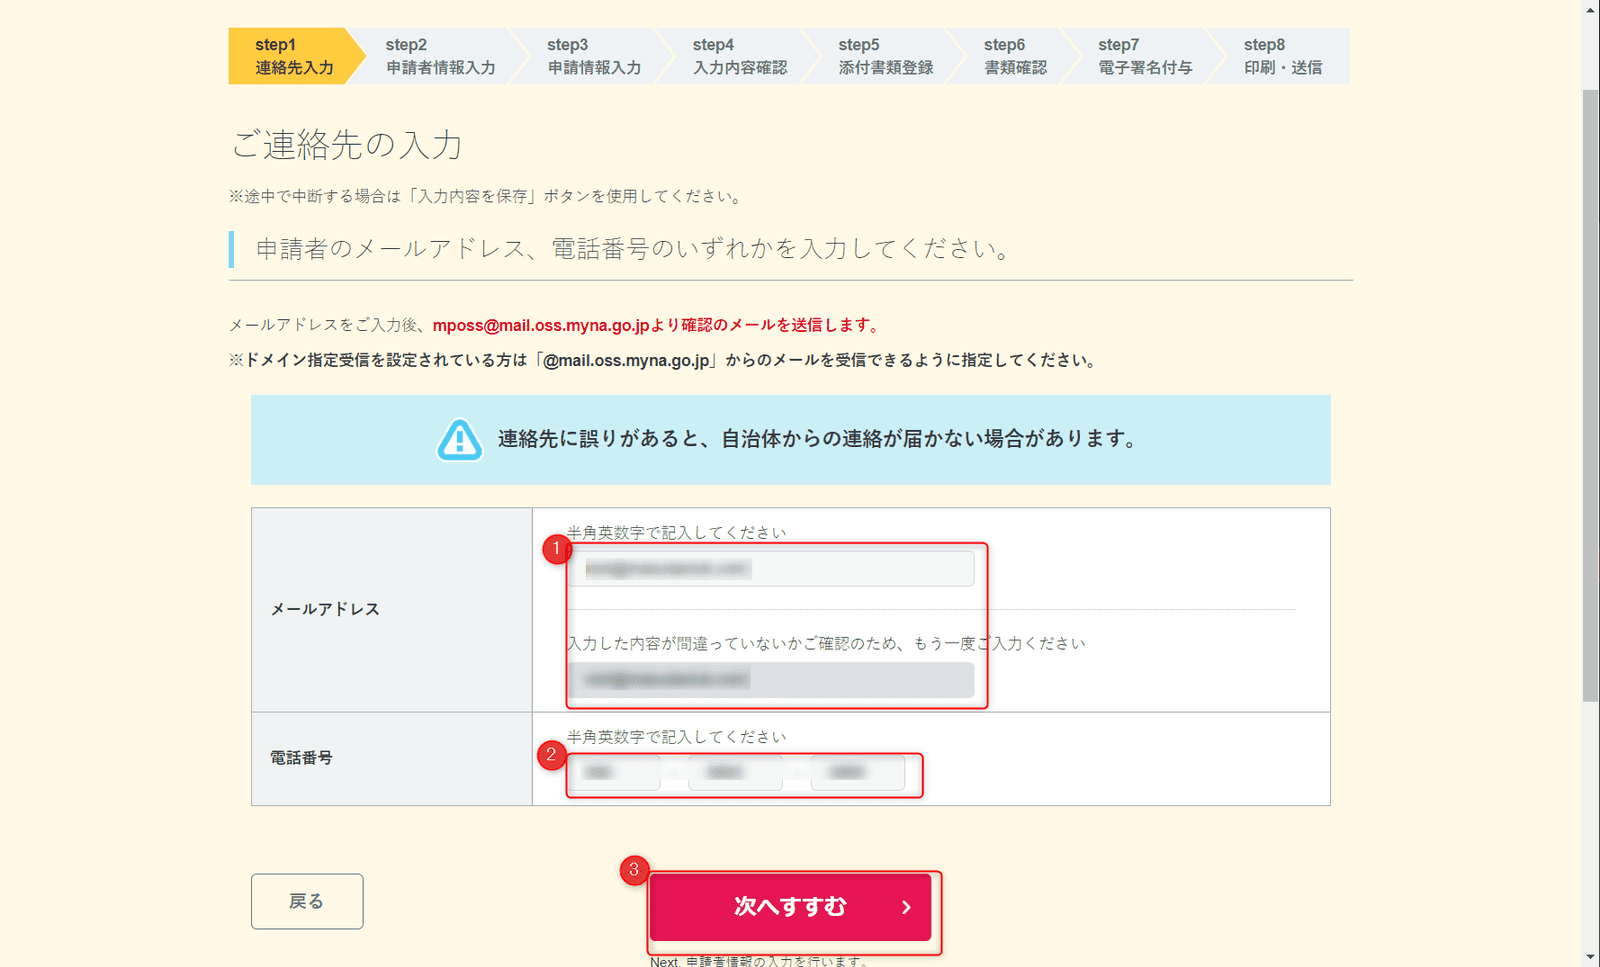 step1
連絡先入力
step2
申請者情報入力
step3
申請情報入力
step4
入力内容確認
step5
添付書類登録
step6
書類確認
step7
電子署名付与
step8
印刷・送信
ご連絡先の入力
※途中で中断する場合は「入力内容を保存」ボタンを使用してください。
申請者のメールアドレス、電話番号のいずれかを入力してください。
メールアドレスをご入力後、mposs@mail.oss.myna.go.jpより確認のメールを送信します。
※ドメイン指定受信を設定されている方は「@mail.oss.myna.go.jp」からのメールを受信できるように指定してください。
連絡先に誤りがあると、自治体からの連絡が届かない場合があります。
半角英数字で記入してください
1
メールアドレス
入力した内容が間違っていないかご確認のため、もう一度ご入力ください
半角英数字で記入してください
2
電話番号
3
戻る
次へすすむ
Next. 申請者情報の入力を行います。